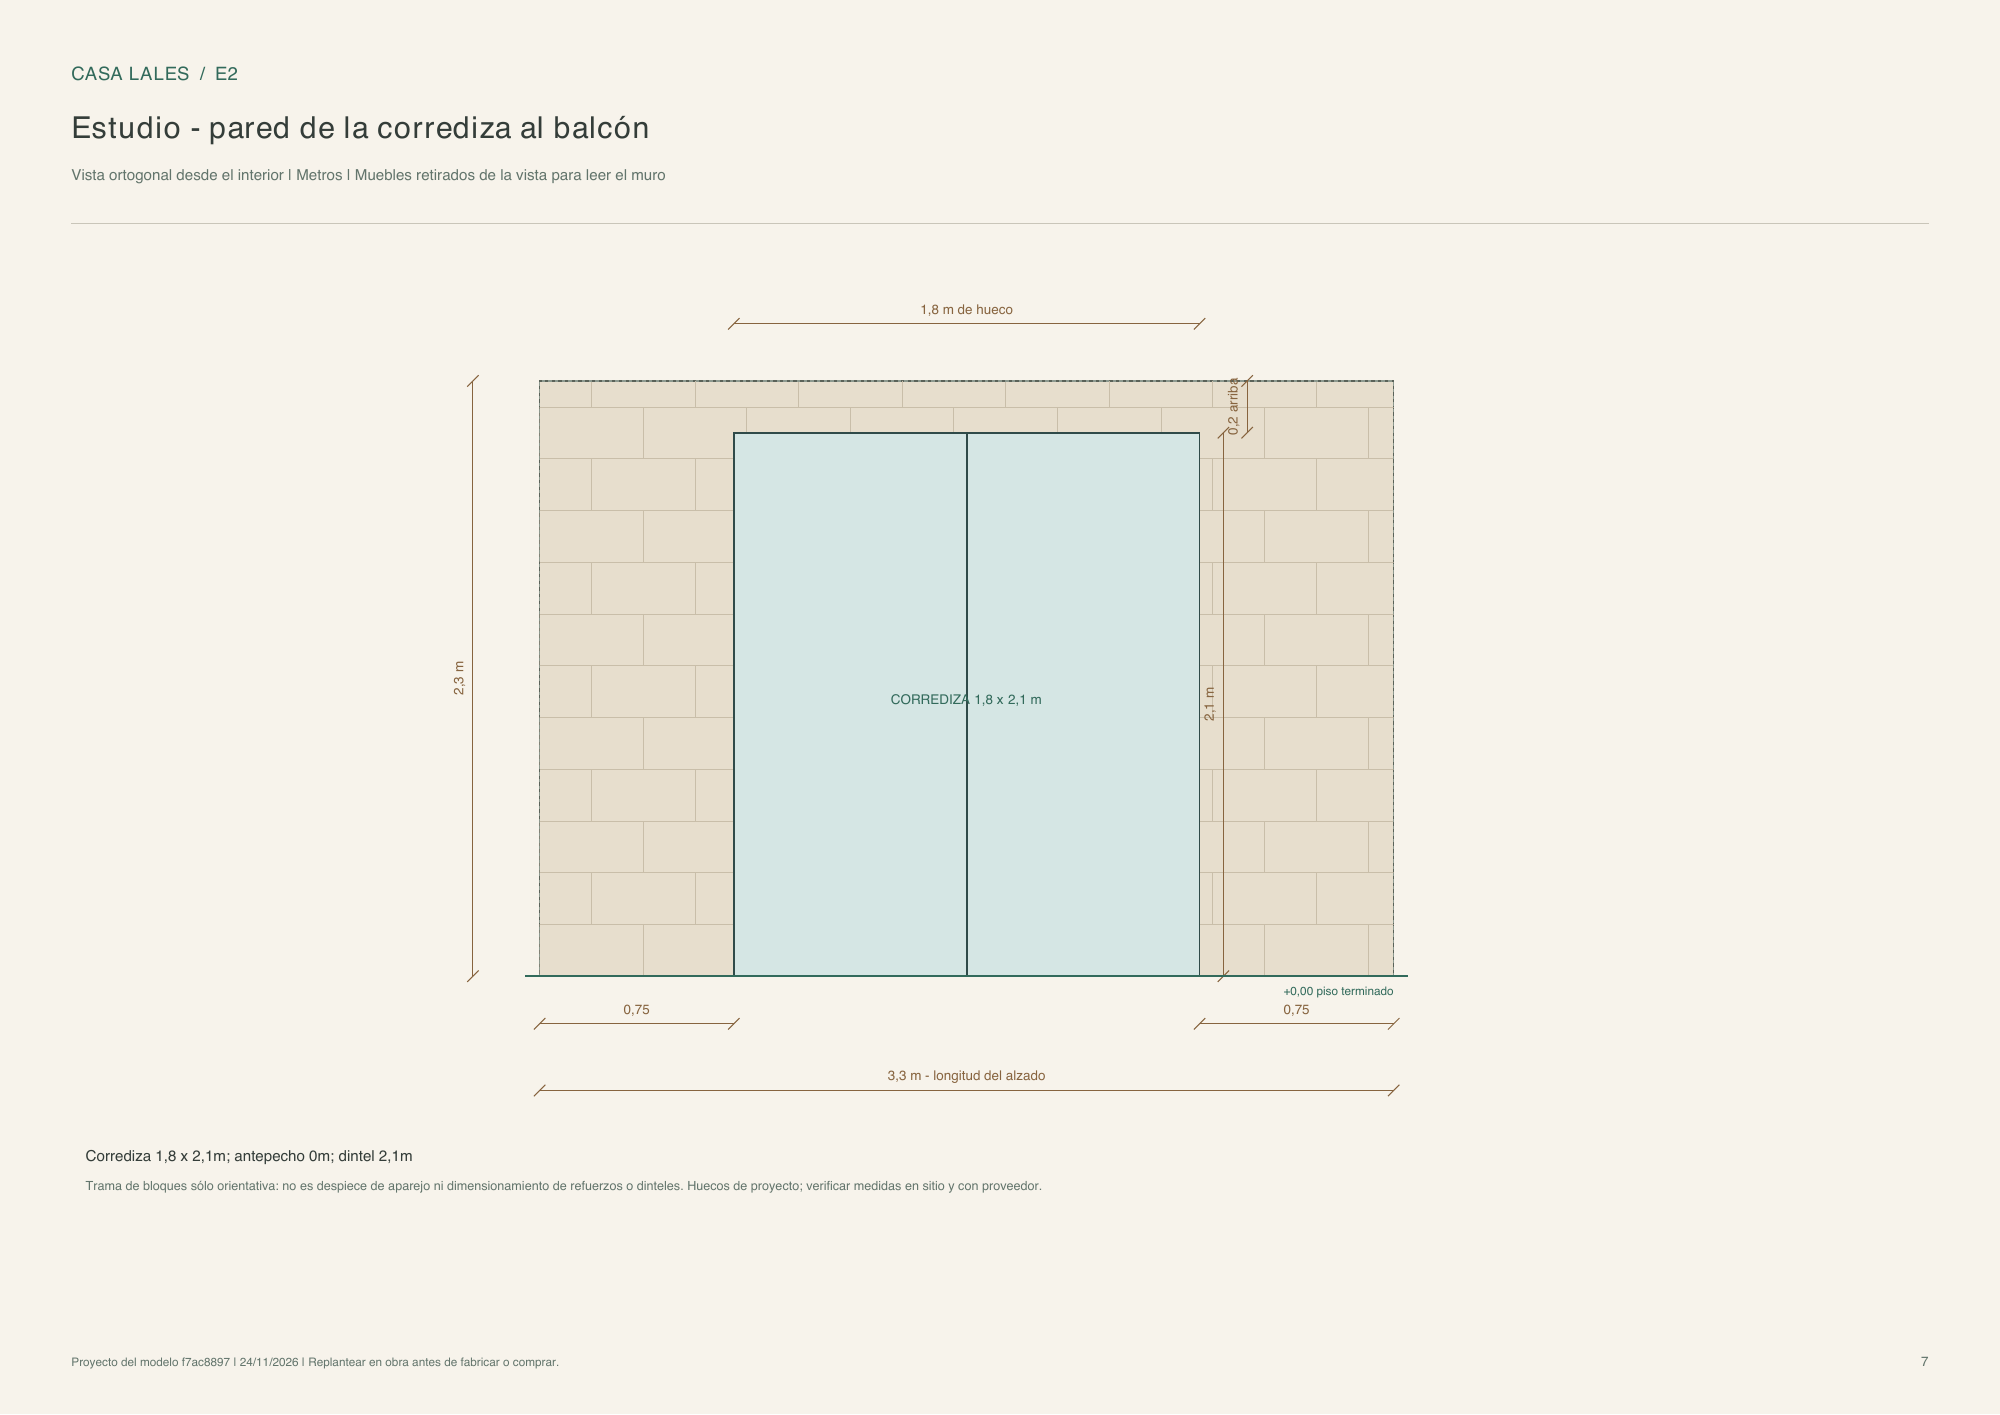 CASA LALES / E2
Estudio - pared de la corrediza al balcón
Vista ortogonal desde el interior | Metros | Muebles retirados de la vista para leer el muro
1,8 m de hueco
0,2 arriba
2,3 m
CORREDIZA 1,8 x 2,1 m
2,1 m
+0,00 piso terminado
0,75
0,75
3,3 m - longitud del alzado
Corrediza 1,8 x 2,1m; antepecho 0m; dintel 2,1m
Trama de bloques sólo orientativa: no es despiece de aparejo ni dimensionamiento de refuerzos o dinteles. Huecos de proyecto; verificar medidas en sitio y con proveedor.
Proyecto del modelo f7ac8897 | 24/11/2026 | Replantear en obra antes de fabricar o comprar.
7